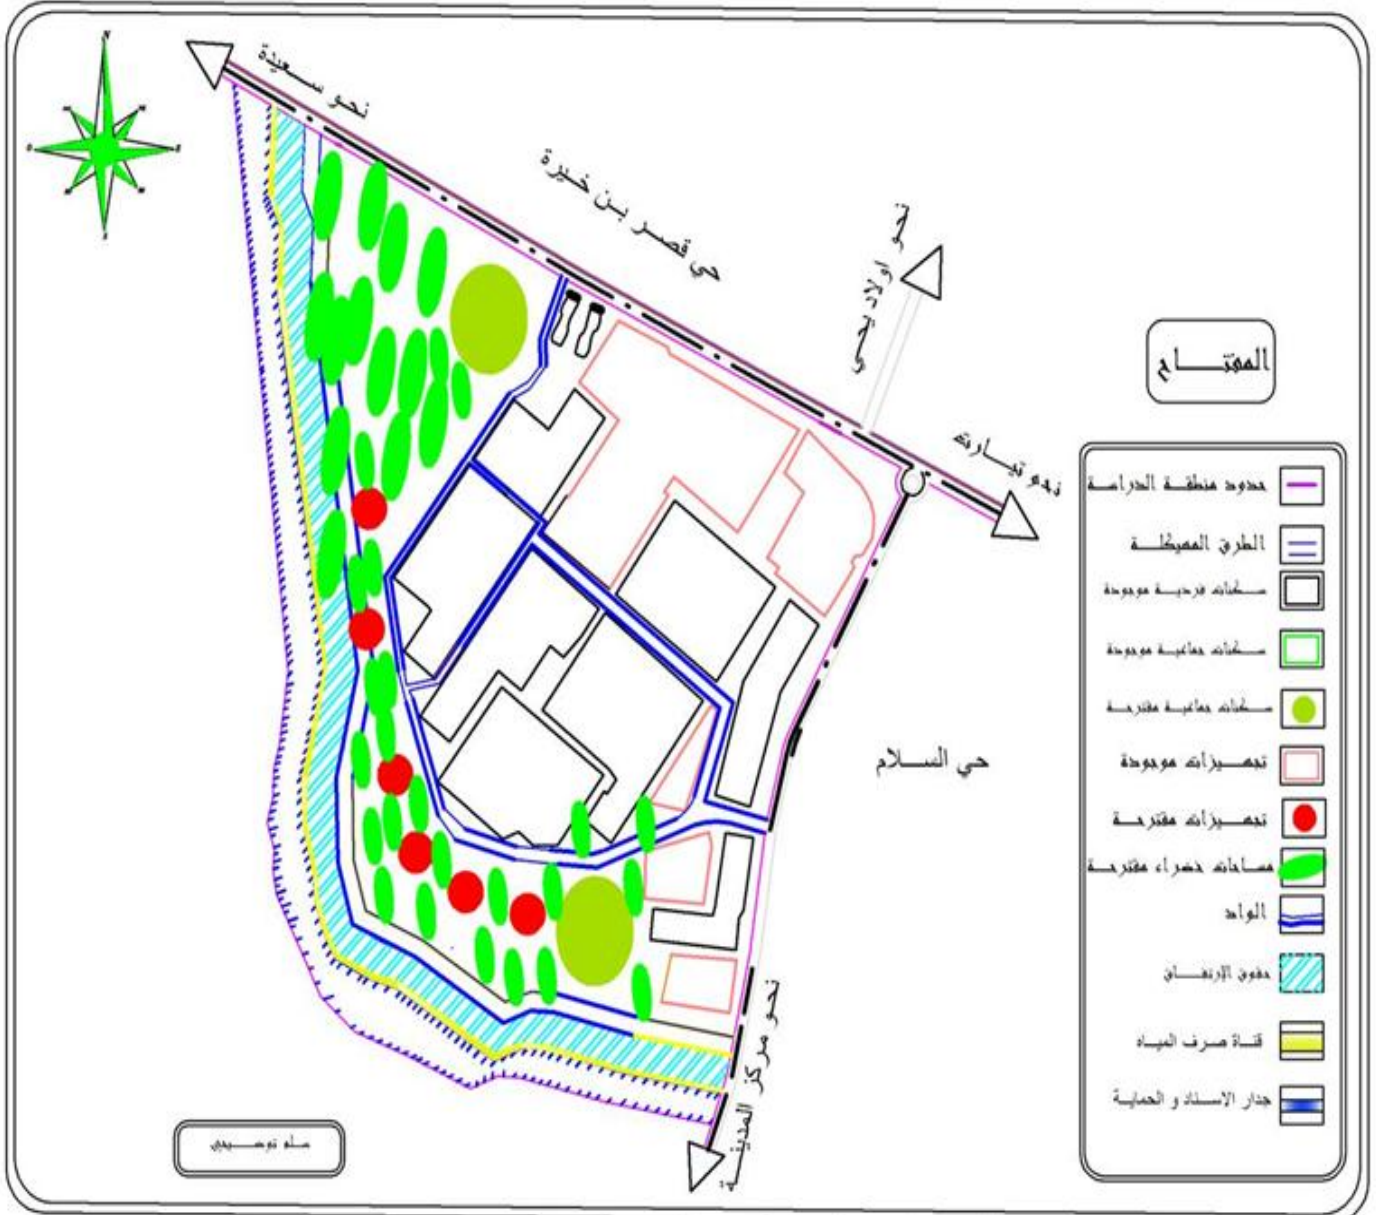 N
نحو سعيدة
حي قصر بن خيرة
نحو اولاد يحيى
نحو تيارت
حي السلام
نحو مركز المدينة
المفتاح
حدود منطقة الدراسة
الطرق المهيكلة
سكنات فردية موجودة
سكنات جماعية موجودة
سكنات جماعية مقترحة
تجهيزات موجودة
تجهيزات مقترحة
مساحات خضراء مقترحة
الواد
حقوق الإرتفاق
قناة صرف المياه
جدار الاسناد و الحماية
سلم توضيحي